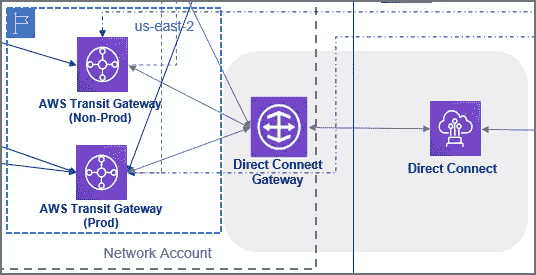 us-east-2
AWS Transit Gateway
(Non-Prod)
AWS Transit Gateway
(Prod)
Direct Connect
Gateway
Direct Connect
Network Account